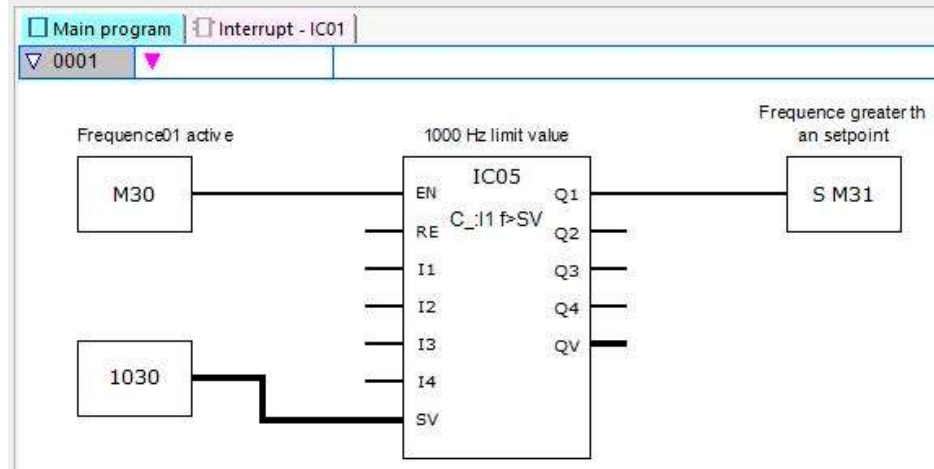 Main program
Interrupt - IC01
0001
Frequence01 active
1000 Hz limit value
Frequence greater th
an setpoint
M30
IC05
EN
Q1
S M31
C_:I1 f>SV
RE
Q2
I1
Q3
I2
Q4
I3
QV
1030
I4
SV